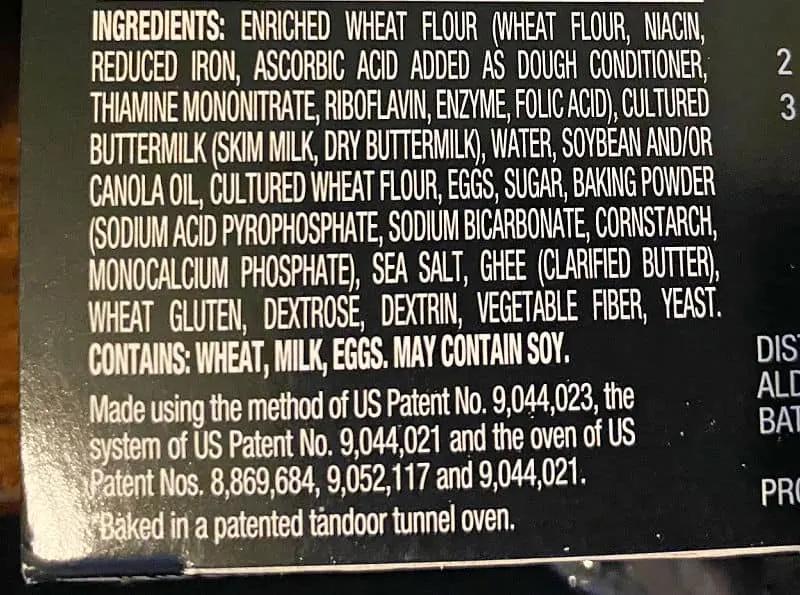 INGREDIENTS: ENRICHED WHEAT FLOUR (WHEAT FLOUR, NIACIN,
REDUCED IRON, ASCORBIC ACID ADDED AS DOUGH CONDITIONER,
THIAMINE MONONITRATE, RIBOFLAVIN, ENZYME, FOLIC ACID), CULTURED
BUTTERMILK (SKIM MILK, DRY BUTTERMILK), WATER, SOYBEAN AND/OR
CANOLA OIL, CULTURED WHEAT FLOUR, EGGS, SUGAR, BAKING POWDER
(SODIUM ACID PYROPHOSPHATE, SODIUM BICARBONATE, CORNSTARCH,
MONOCALCIUM PHOSPHATE), SEA SALT, GHEE (CLARIFIED BUTTER),
WHEAT GLUTEN, DEXTROSE, DEXTRIN, VEGETABLE FIBER, YEAST.
CONTAINS: WHEAT, MILK, EGGS. MAY CONTAIN SOY.
Made using the method of US Patent No. 9,044,023, the
system of US Patent No. 9,044,021 and the oven of US
Patent Nos. 8,869,684, 9,052,117 and 9,044,021.
*Baked in a patented tandoor tunnel oven.
2
3
DIS
ALD
BAT
PRO